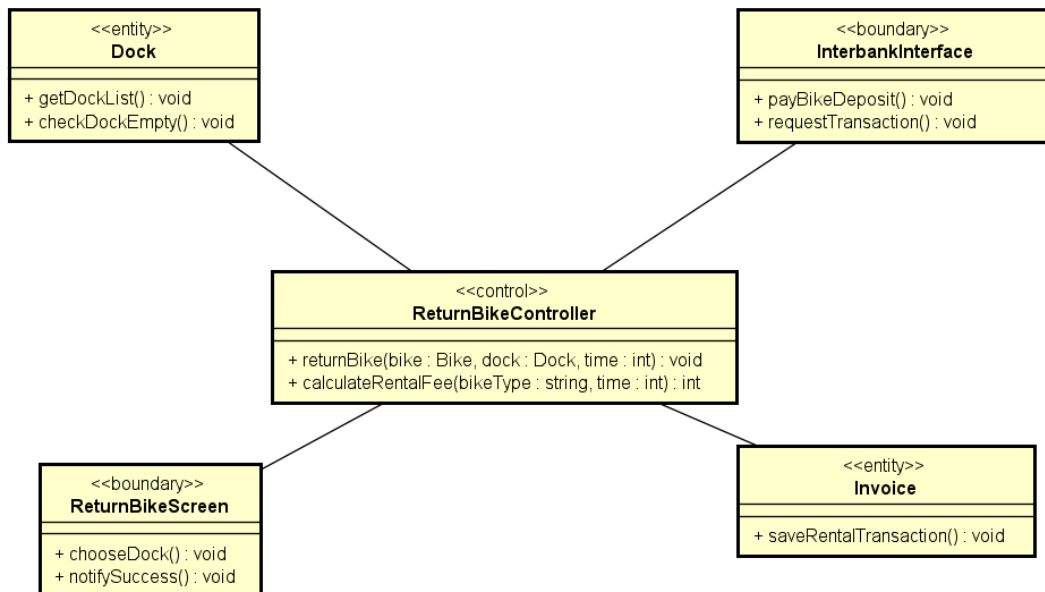 <<entity>>
Dock
+ getDockList() : void
+ checkDockEmpty() : void
<<boundary>>
InterbankInterface
+ payBikeDeposit() : void
+ requestTransaction() : void
<<control>>
ReturnBikeController
+ returnBike(bike : Bike, dock : Dock, time : int) : void
+ calculateRentalFee(bikeType : string, time : int) : int
<<boundary>>
ReturnBikeScreen
+ chooseDock() : void
+ notifySuccess() : void
<<entity>>
Invoice
+ saveRentalTransaction() : void